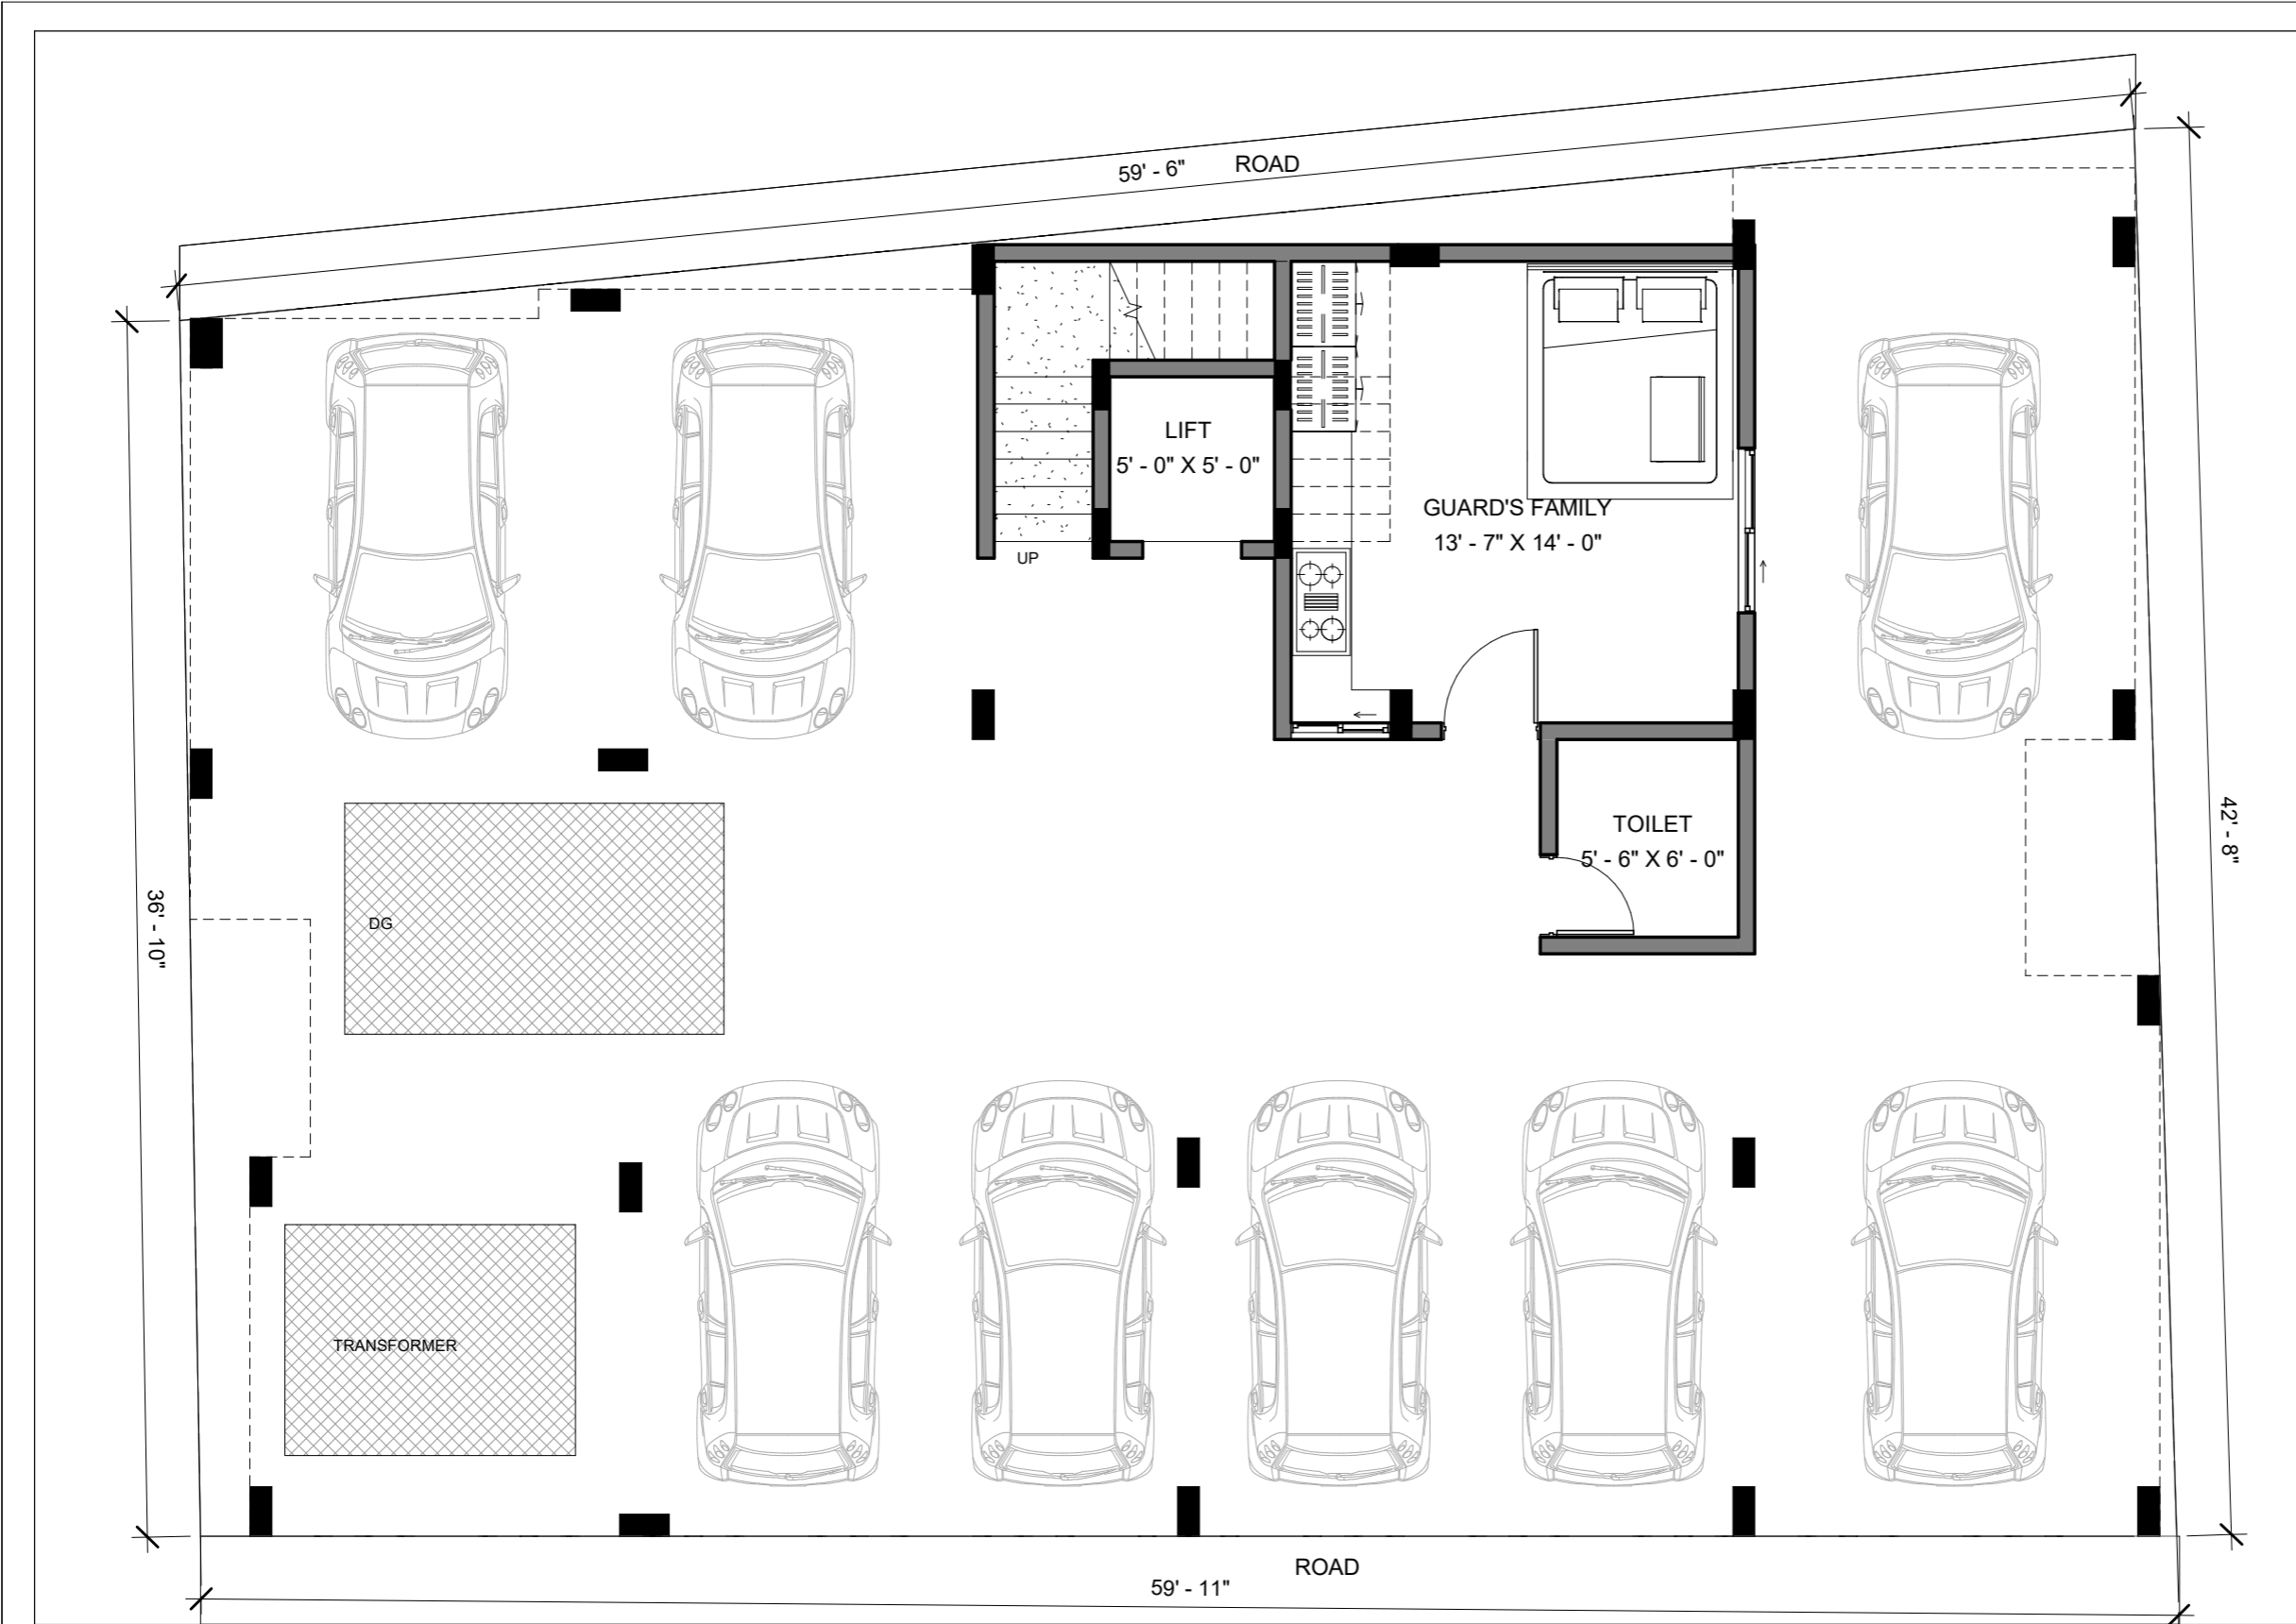 59' - 6" ROAD
LIFT
5' - 0" X 5' - 0"
GUARD'S FAMILY
13' - 7" X 14' - 0"
UP
TOILET
5' - 6" X 6' - 0"
42' - 8"
36' - 10"
DG
TRANSFORMER
ROAD
59' - 11"